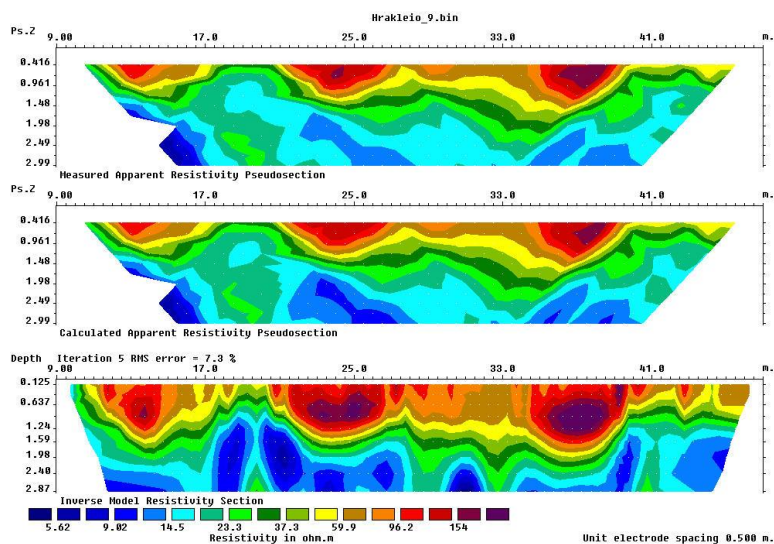 Hrakleio_9.bin
Ps.Z 9.00 17.0 25.0 33.0 41.0 m.
0.416
0.961
1.48
1.98
2.49
2.99
Measured Apparent Resistivity Pseudosection
Ps.Z 9.00 17.0 25.0 33.0 41.0 m.
0.416
0.961
1.48
1.98
2.49
2.99
Calculated Apparent Resistivity Pseudosection
Depth Iteration 5 RMS error = 7.3 %
9.00 17.0 25.0 33.0 41.0 m.
0.125
0.637
1.24
1.59
1.98
2.40
2.87
Inverse Model Resistivity Section
5.62 9.02 14.5 23.3 37.3 59.9 96.2 154
Resistivity in ohm.m Unit electrode spacing 0.500 m.